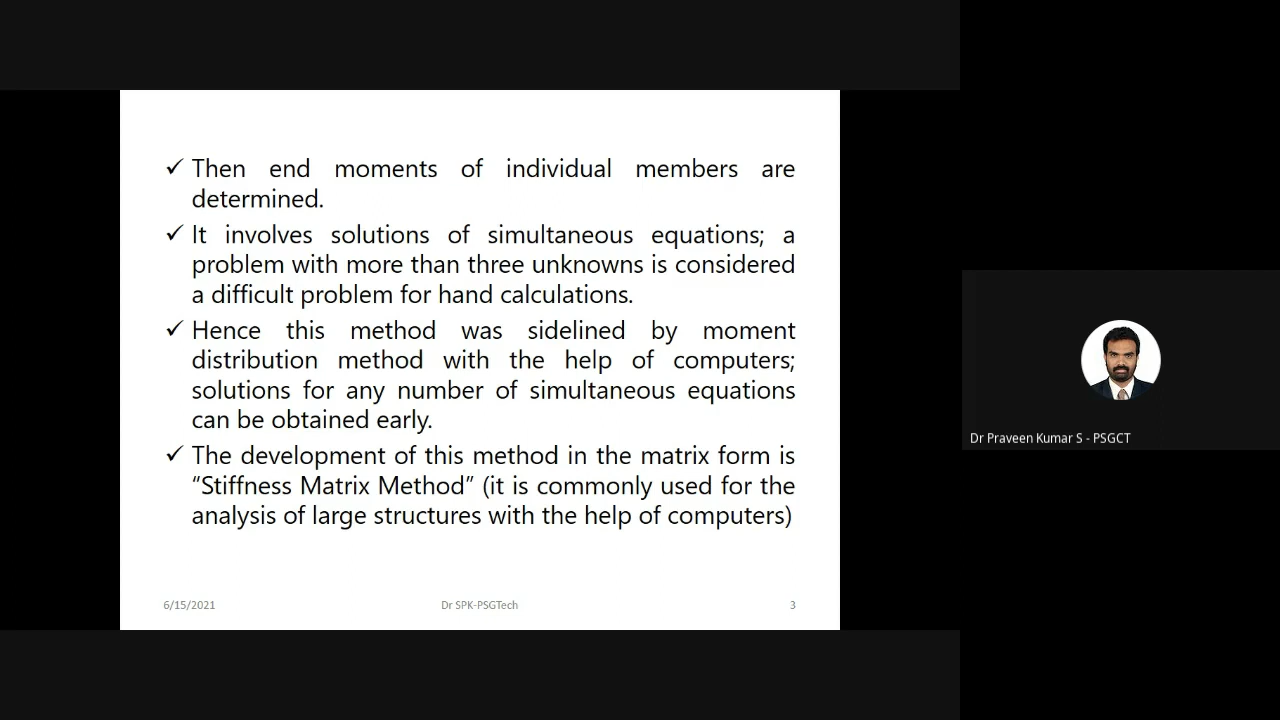 ✓ Then end moments of individual members are
determined.
✓ It involves solutions of simultaneous equations; a
problem with more than three unknowns is considered
a difficult problem for hand calculations.
✓ Hence this method was sidelined by moment
distribution method with the help of computers;
solutions for any number of simultaneous equations
can be obtained early.
✓ The development of this method in the matrix form is
“Stiffness Matrix Method” (it is commonly used for the
analysis of large structures with the help of computers)
6/15/2021
Dr SPK-PSGTech
3
Dr Praveen Kumar S - PSGCT